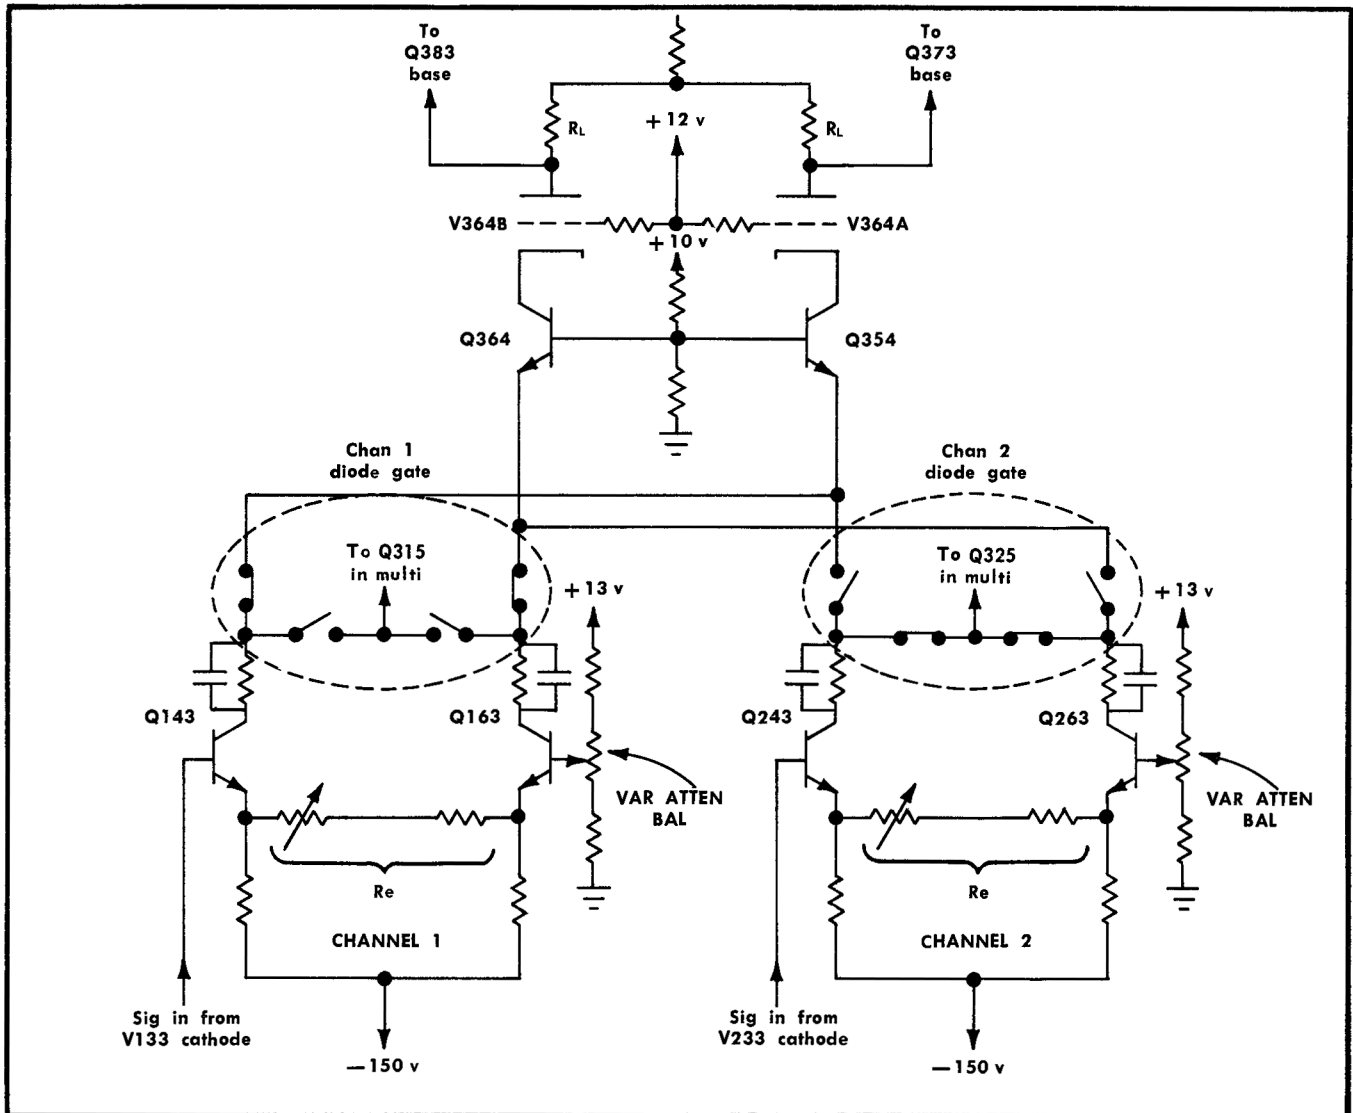 To
Q383
base
To
Q373
base
RL
+12 v
RL
V364B
V364A
+10 v
Q364
Q354
Chan 1
diode gate
Chan 2
diode gate
To Q315
in multi
To Q325
in multi
+13 v
+13 v
Q143
Q163
Q243
Q263
VAR ATTEN
BAL
VAR ATTEN
BAL
Re
Re
CHANNEL 1
CHANNEL 2
Sig in from
V133 cathode
Sig in from
V233 cathode
—150 v
—150 v